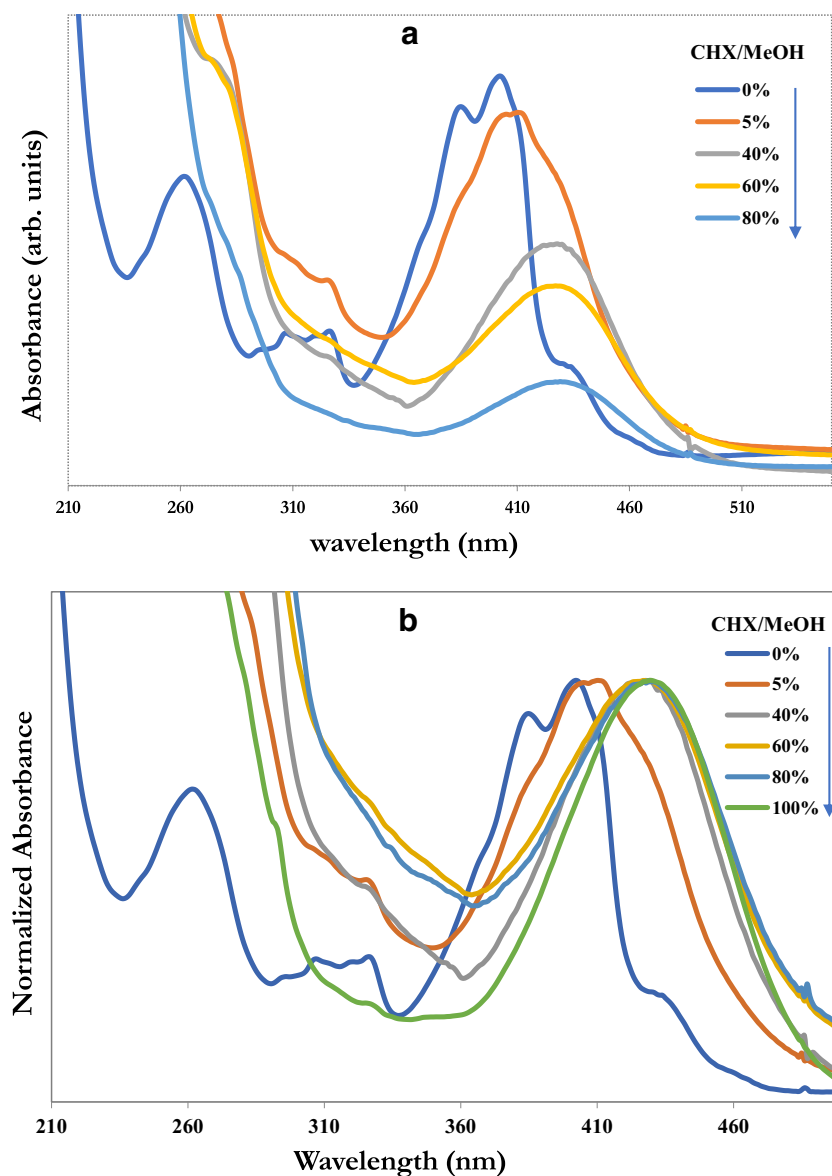 a
CHX/MeOH
0%
5%
40%
60%
80%
Absorbance (arb. units)
210 260 310 360 410 460 510
wavelength (nm)
b
CHX/MeOH
0%
5%
40%
60%
80%
100%
Normalized Absorbance
210 260 310 360 410 460
Wavelength (nm)